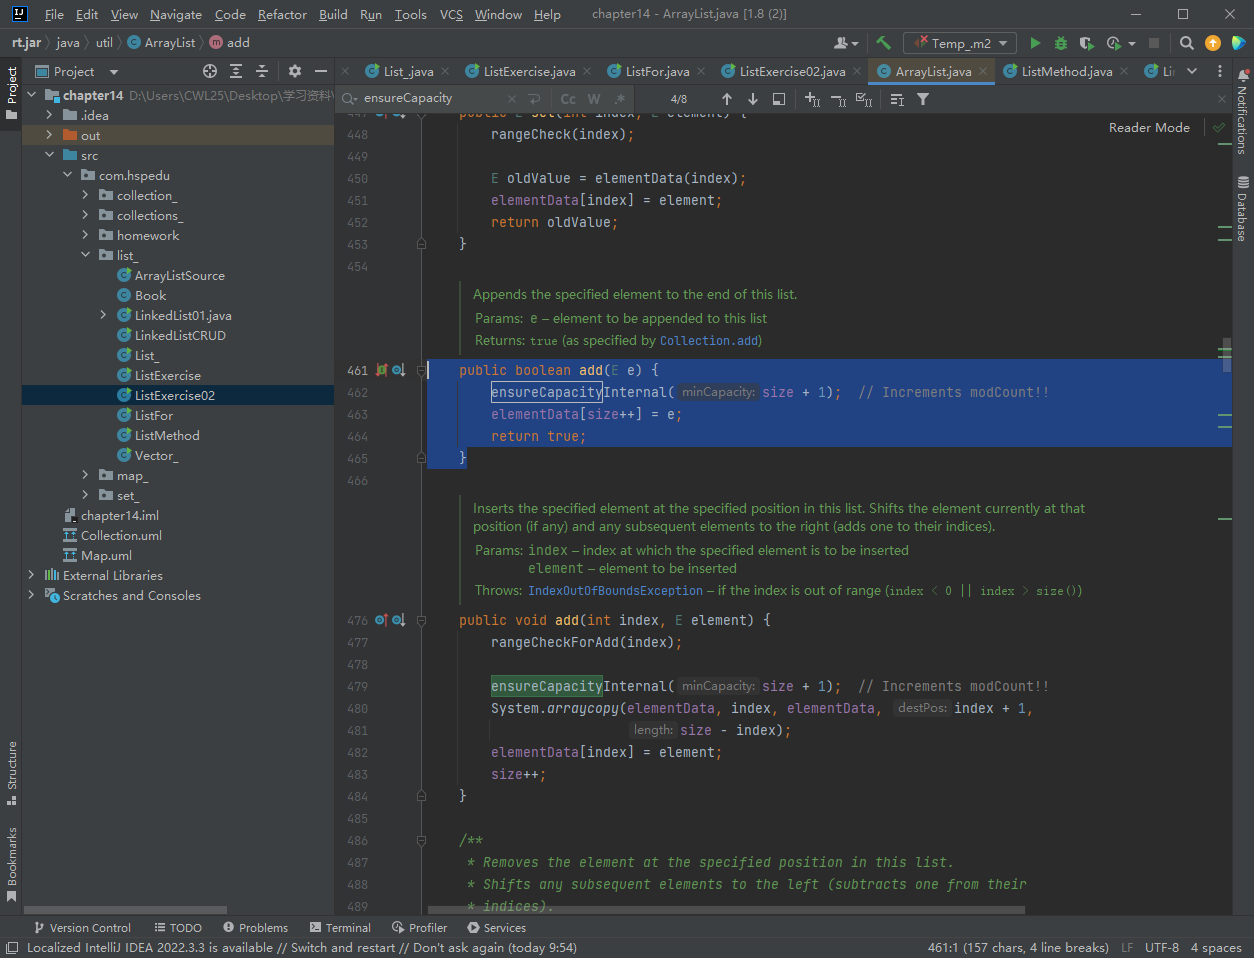 File Edit View Navigate Code Refactor Build Run Tools VCS Window Help chapter14 - ArrayList.java [1.8 (2)]
rt.jar java util ArrayList add Temp_.m2
Project List_.java ListExercise.java ListFor.java ListExercise02.java ArrayList.java ListMethod.java Li
ensureCapacity Cc W .* 4/8
Reader Mode
Project
Structure
Bookmarks
Notifications
Database
chapter14 D:\Users\CWL25\Desktop\学习资料\
.idea
out
src
com.hspedu
collection_
collections_
homework
list_
ArrayListSource
Book
LinkedList01.java
LinkedListCRUD
List_
ListExercise
ListExercise02
ListFor
ListMethod
Vector_
map_
set_
chapter14.iml
Collection.uml
Map.uml
External Libraries
Scratches and Consoles
447 public E set(int index, E element) {
448 rangeCheck(index);
449
450 E oldValue = elementData(index);
451 elementData[index] = element;
452 return oldValue;
453 }
454
Appends the specified element to the end of this list.
Params: e – element to be appended to this list
Returns: true (as specified by Collection.add)
461 public boolean add(E e) {
462 ensureCapacityInternal( minCapacity: size + 1); // Increments modCount!!
463 elementData[size++] = e;
464 return true;
465 }
466
Inserts the specified element at the specified position in this list. Shifts the element currently at that
position (if any) and any subsequent elements to the right (adds one to their indices).
Params: index – index at which the specified element is to be inserted
element – element to be inserted
Throws: IndexOutOfBoundsException – if the index is out of range (index < 0 || index > size())
476 public void add(int index, E element) {
477 rangeCheckForAdd(index);
478
479 ensureCapacityInternal( minCapacity: size + 1); // Increments modCount!!
480 System.arraycopy(elementData, index, elementData, destPos: index + 1,
481 length: size - index);
482 elementData[index] = element;
483 size++;
484 }
485
486 /**
487 * Removes the element at the specified position in this list.
488 * Shifts any subsequent elements to the left (subtracts one from their
489 * indices).
Version Control TODO Problems Terminal Profiler Services
Localized IntelliJ IDEA 2022.3.3 is available // Switch and restart // Don't ask again (today 9:54) 461:1 (157 chars, 4 line breaks) LF UTF-8 4 spaces